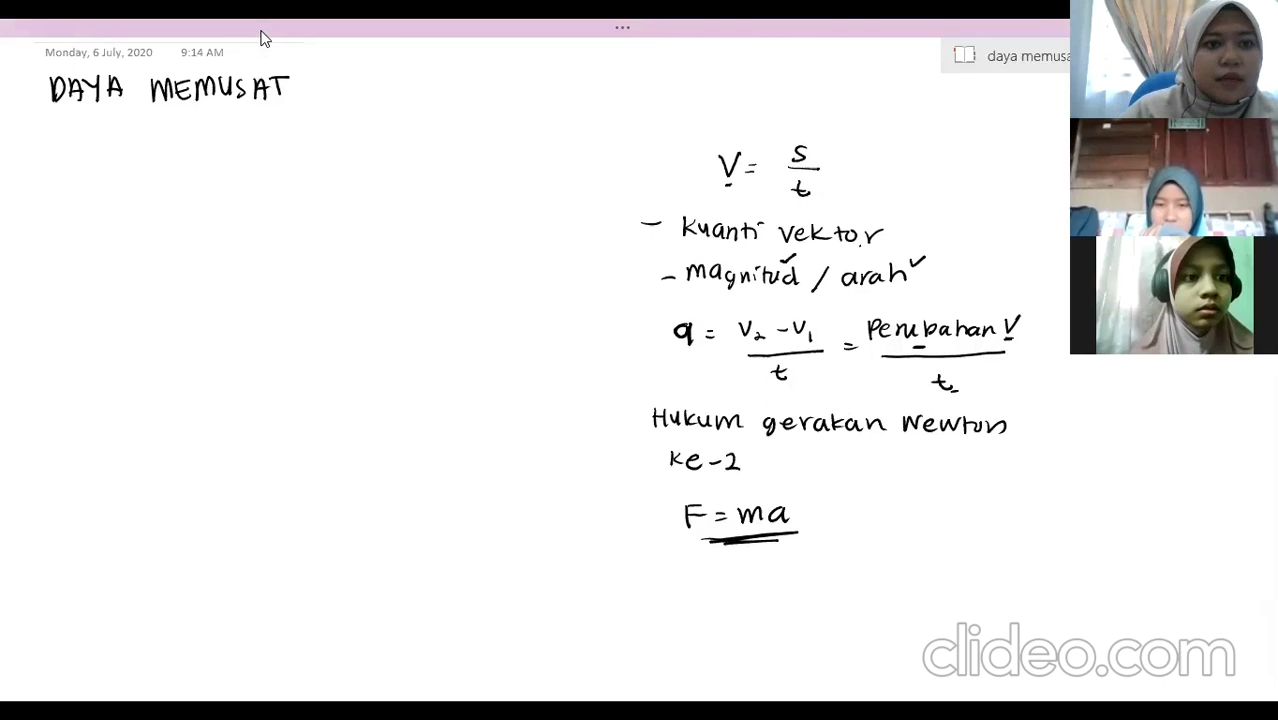 Monday, 6 July, 2020 9:14 AM
daya memusa
DAYA MEMUSAT
V = s/t
- kuanti vektor
- magnitud ✓ / arah ✓
a = V₂ - V₁ / t = Perubahan V / t
Hukum gerakan Newton
ke-2
F = ma
clideo.com